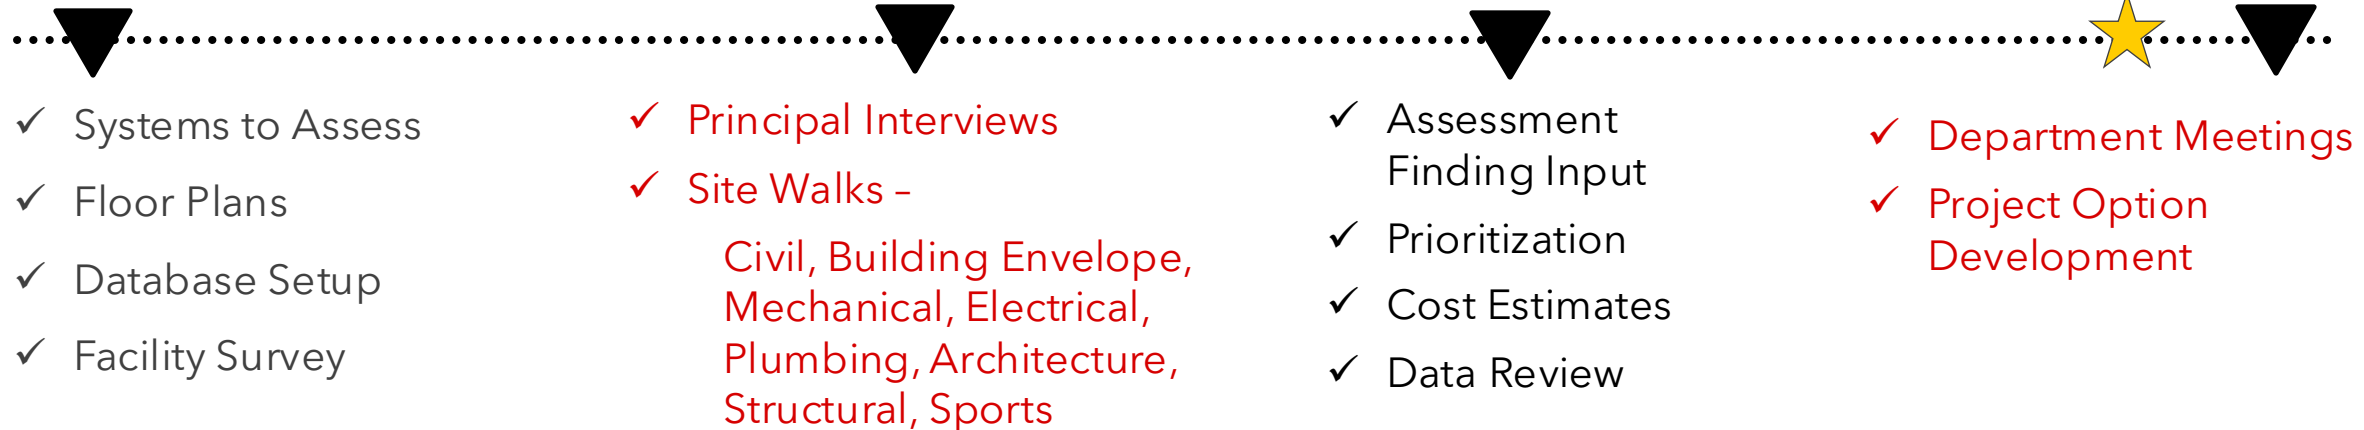 ✓ Systems to Assess
✓ Floor Plans
✓ Database Setup
✓ Facility Survey
✓ Principal Interviews
✓ Site Walks –
Civil, Building Envelope,
Mechanical, Electrical,
Plumbing, Architecture,
Structural, Sports
✓ Assessment
Finding Input
✓ Prioritization
✓ Cost Estimates
✓ Data Review
✓ Department Meetings
✓ Project Option
Development